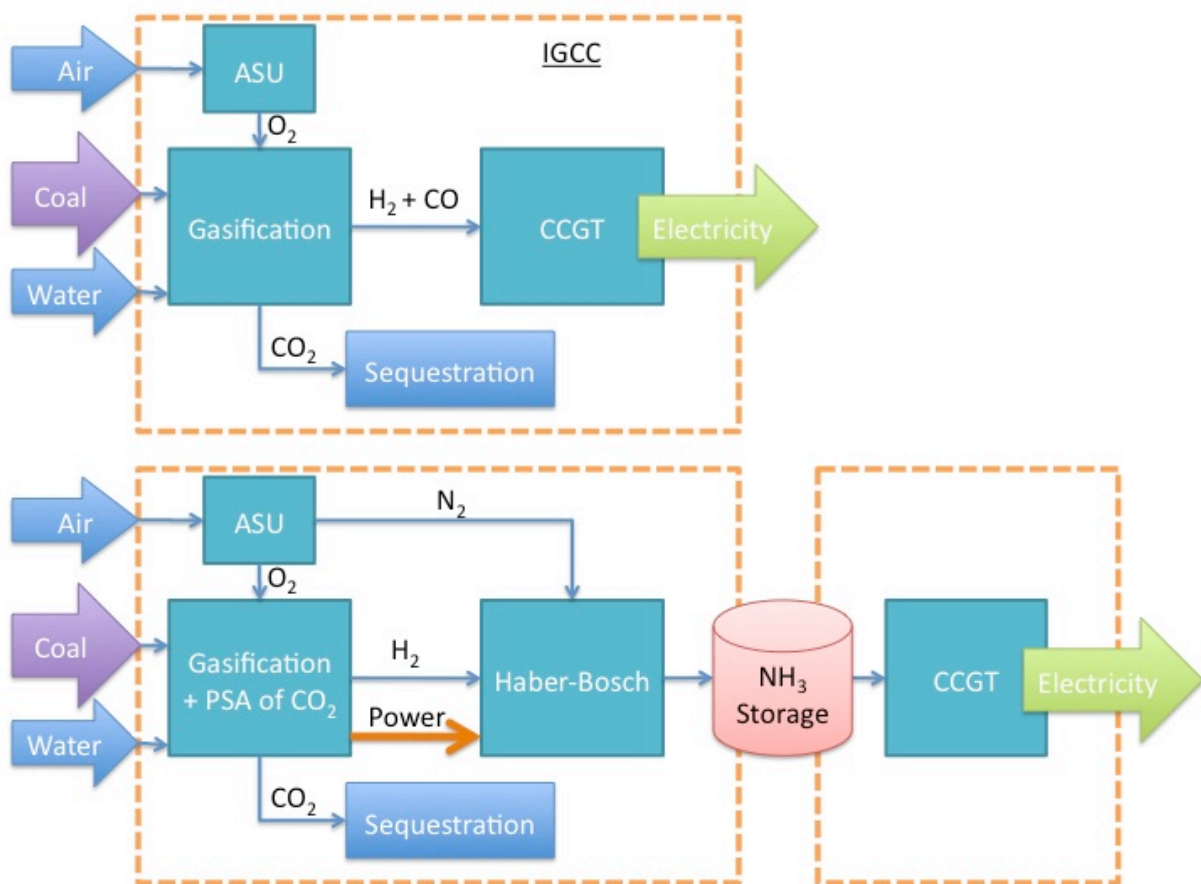 IGCC
Air
ASU
O₂
Coal
Gasification
H₂ + CO
CCGT
Electricity
Water
CO₂
Sequestration
Air
ASU
N₂
O₂
Coal
Gasification
+ PSA of CO₂
H₂
Power
Haber-Bosch
NH₃
Storage
CCGT
Electricity
Water
CO₂
Sequestration